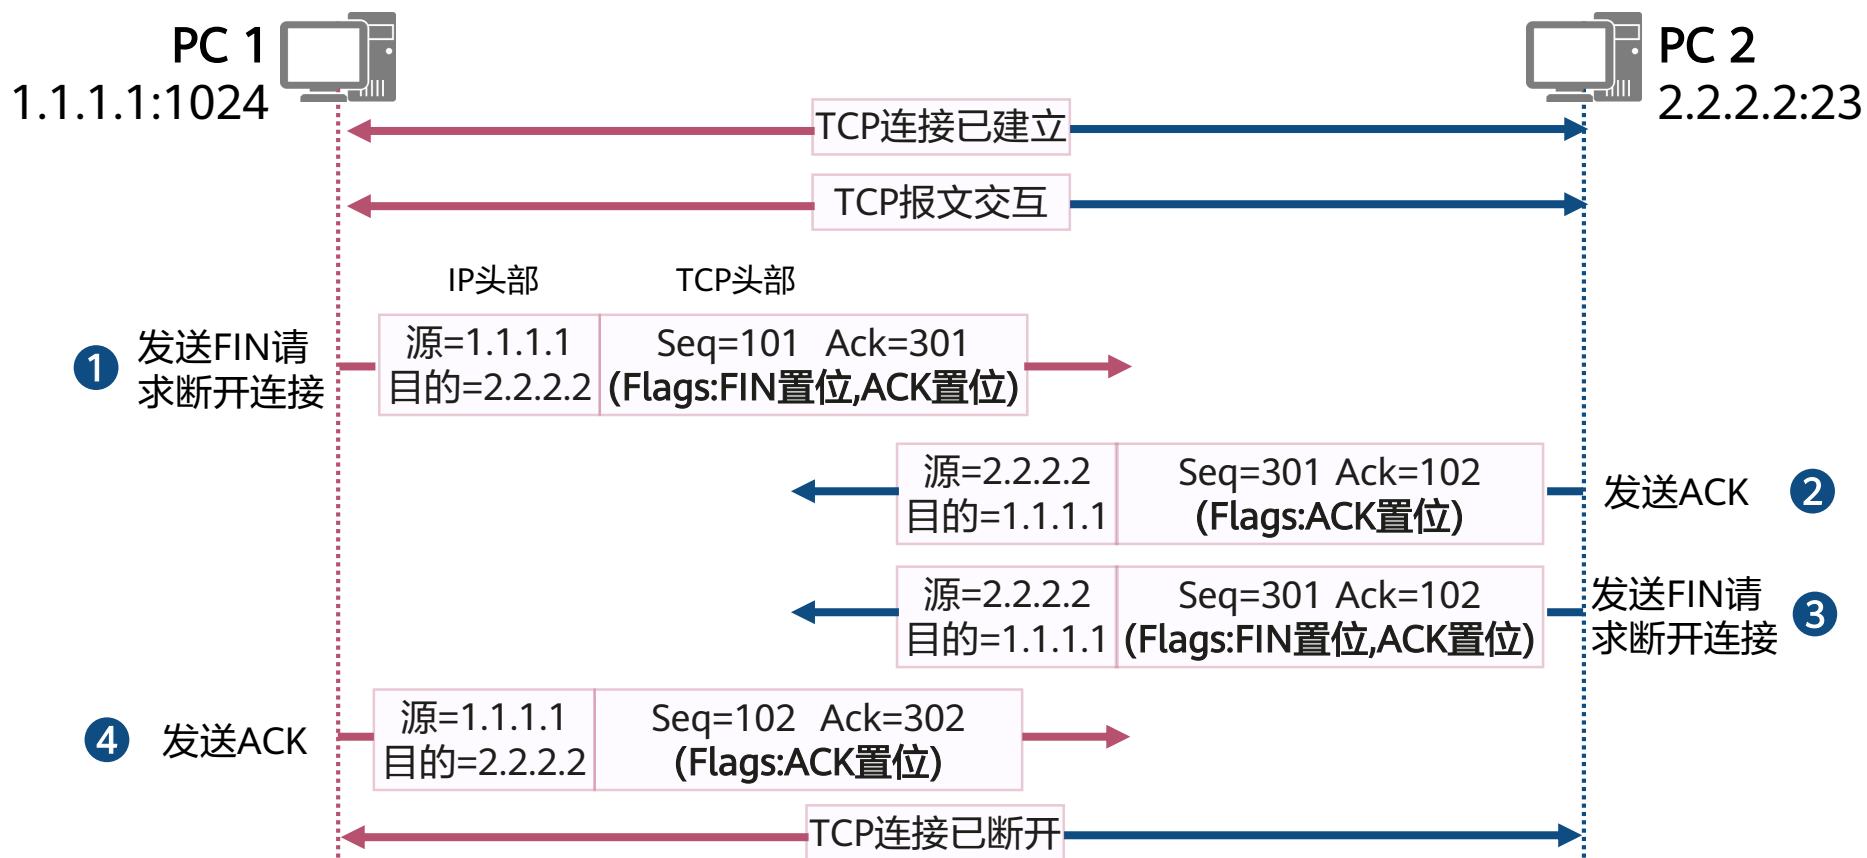 PC 1
1.1.1.1:1024
PC 2
2.2.2.2:23
TCP连接已建立
TCP报文交互
IP头部
TCP头部
1
发送FIN请
求断开连接
源=1.1.1.1
目的=2.2.2.2
Seq=101 Ack=301
(Flags:FIN置位,ACK置位)
源=2.2.2.2
目的=1.1.1.1
Seq=301 Ack=102
(Flags:ACK置位)
发送ACK
2
源=2.2.2.2
目的=1.1.1.1
Seq=301 Ack=102
(Flags:FIN置位,ACK置位)
发送FIN请
求断开连接
3
4
发送ACK
源=1.1.1.1
目的=2.2.2.2
Seq=102 Ack=302
(Flags:ACK置位)
TCP连接已断开